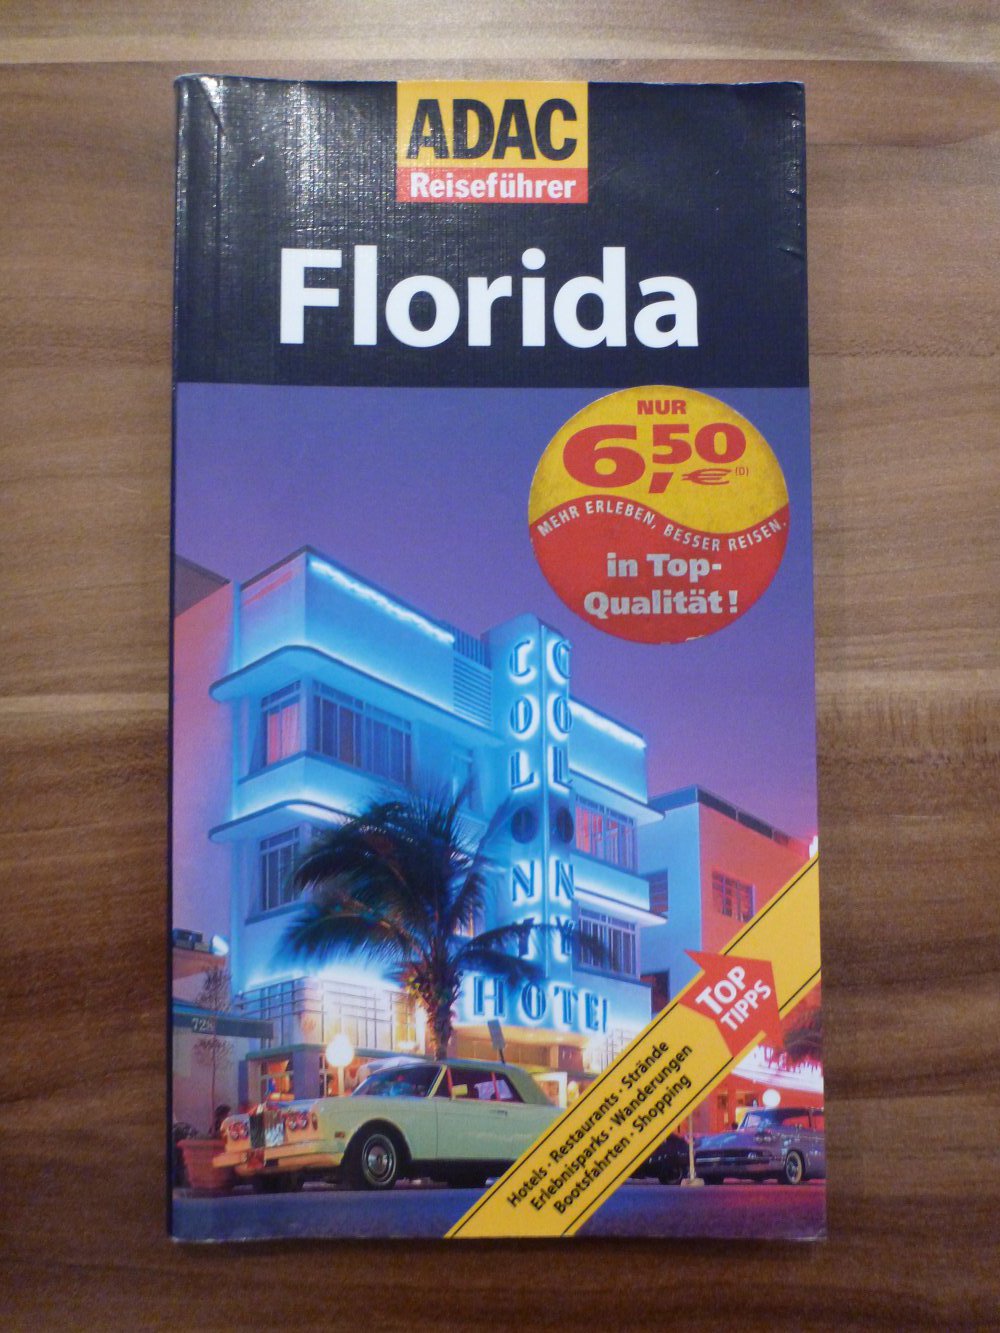 ADAC
Reiseführer
Florida
NUR
6,50
€ (D)
MEHR ERLEBEN, BESSER REISEN.
in Top-
Qualität!
COLONY
COLONY
HOTEL
728
TOP
TIPPS
Hotels · Restaurants · Strände
Erlebnisparks · Wanderungen
Bootsfahrten · Shopping